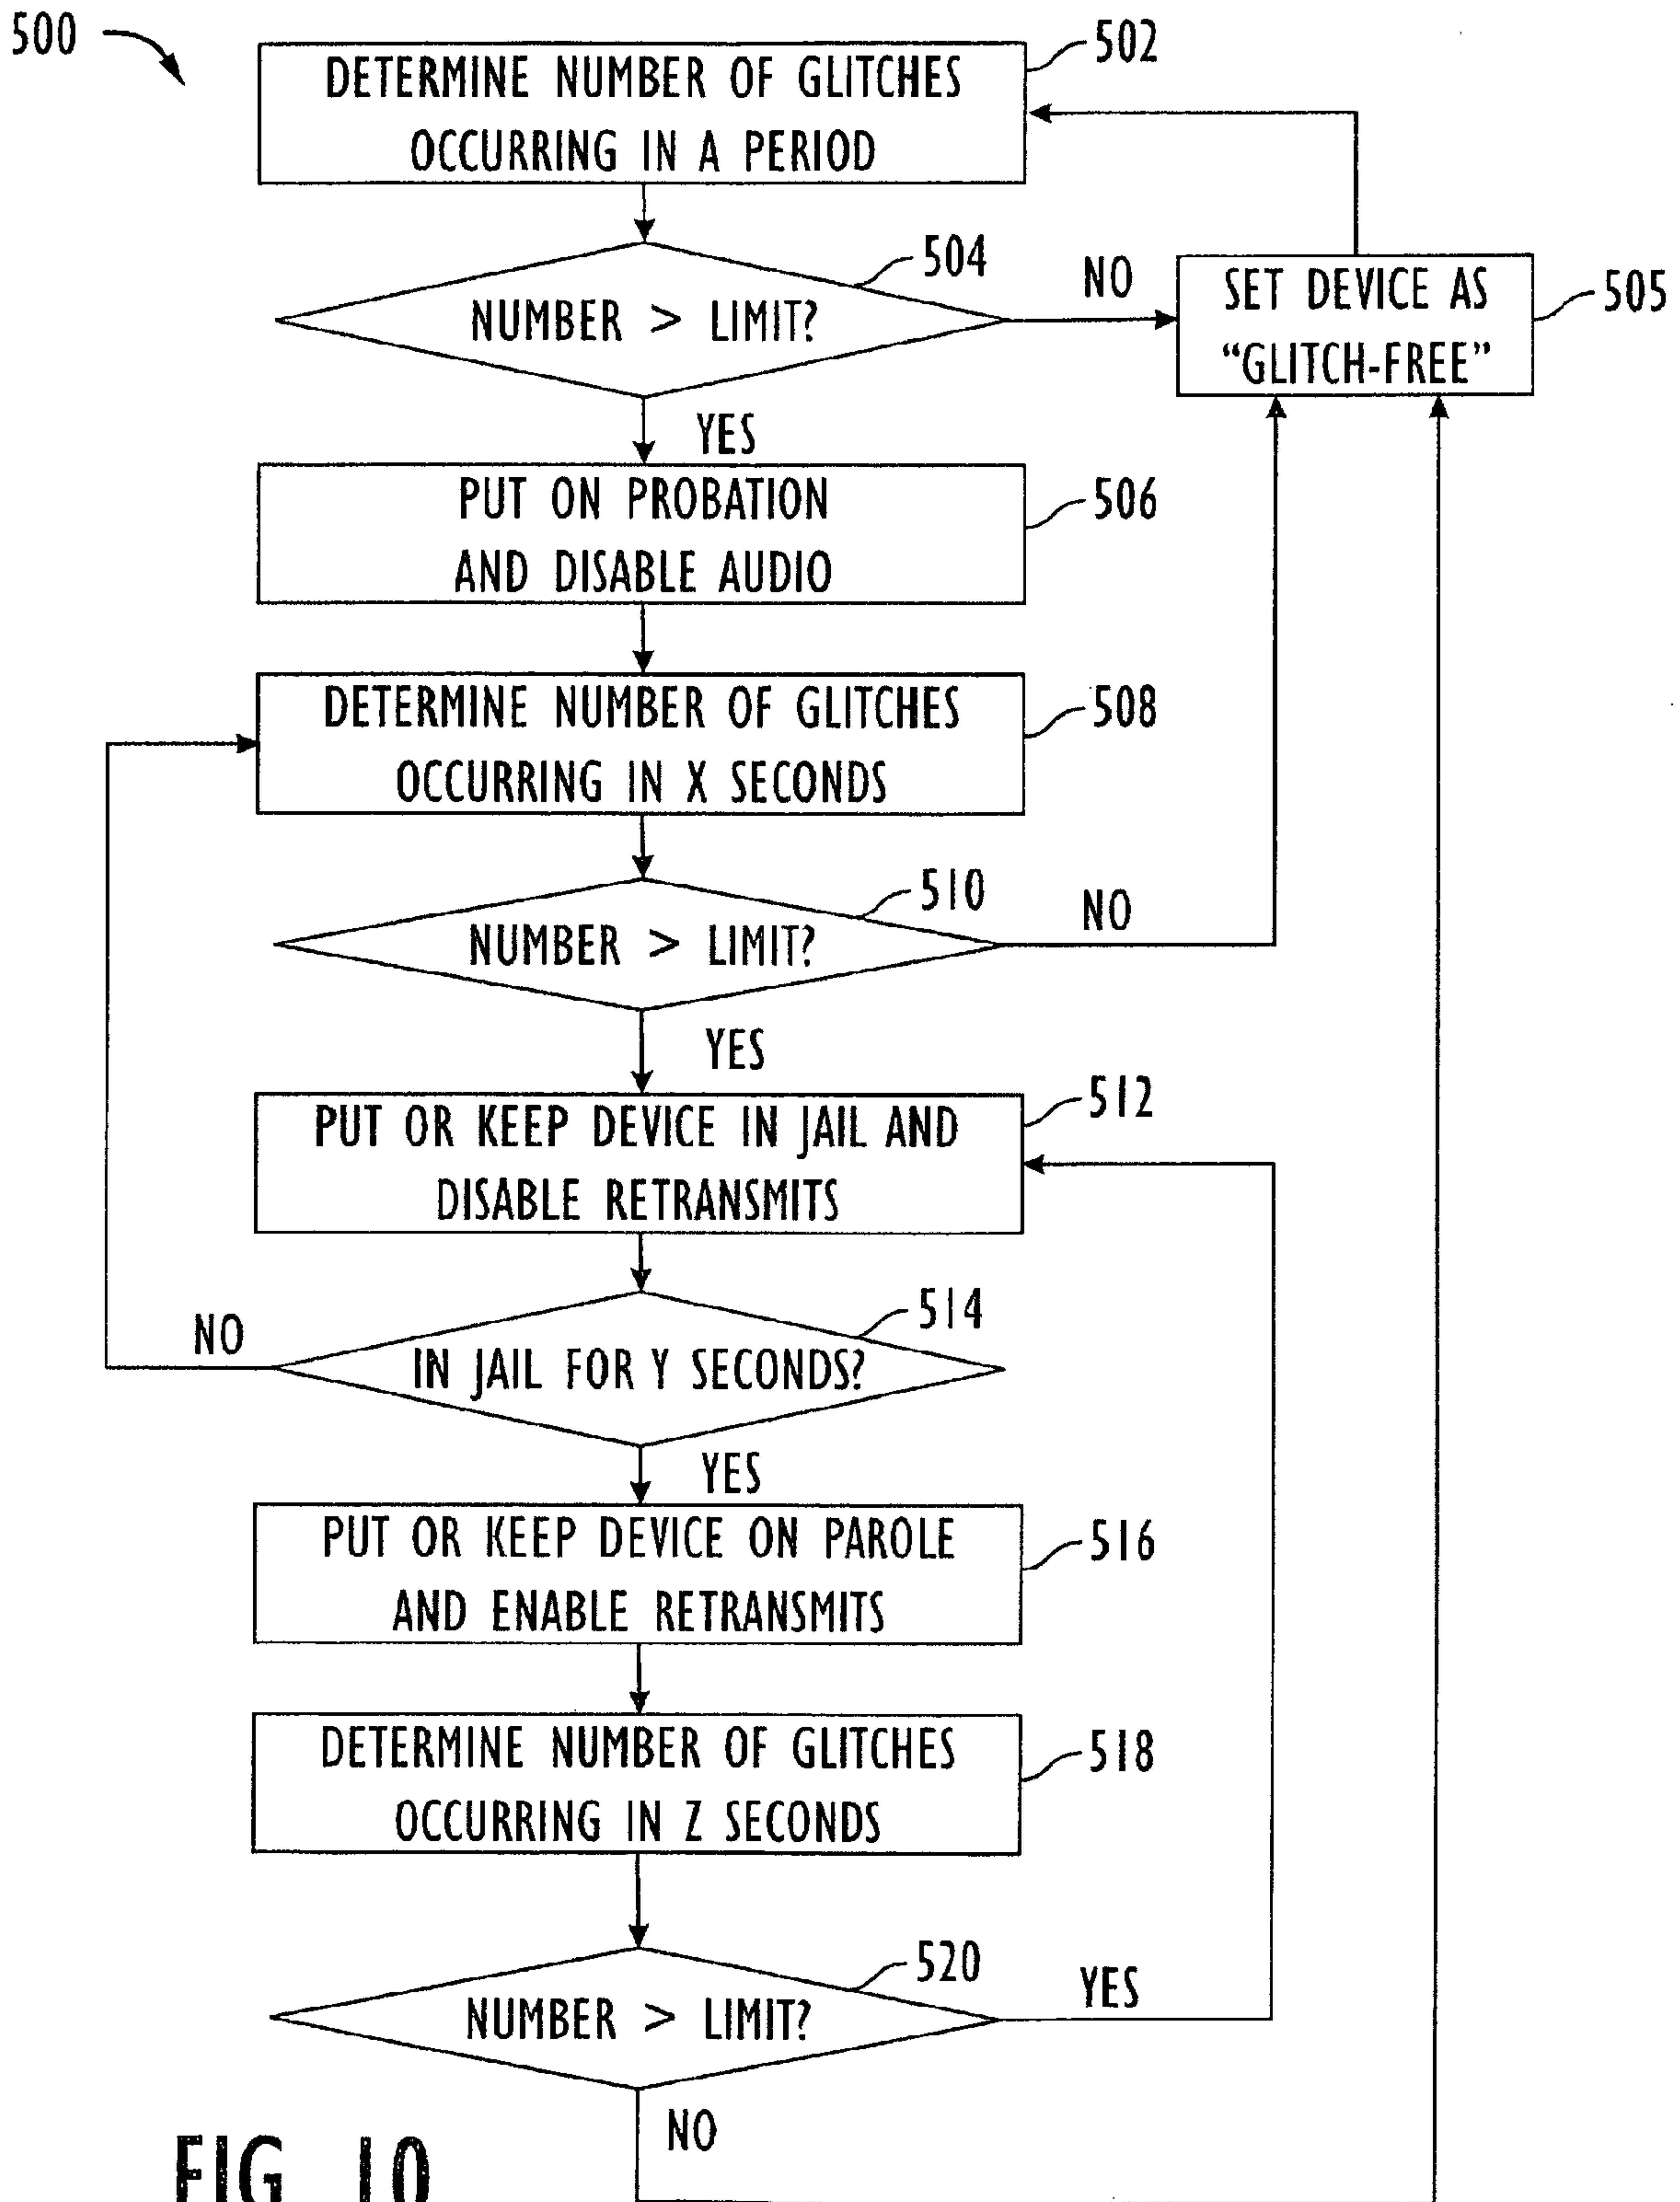 500
DETERMINE NUMBER OF GLITCHES
OCCURRING IN A PERIOD
502
NUMBER > LIMIT?
504
NO
SET DEVICE AS
“GLITCH-FREE”
505
YES
PUT ON PROBATION
AND DISABLE AUDIO
506
DETERMINE NUMBER OF GLITCHES
OCCURRING IN X SECONDS
508
NUMBER > LIMIT?
510
NO
YES
PUT OR KEEP DEVICE IN JAIL AND
DISABLE RETRANSMITS
512
IN JAIL FOR Y SECONDS?
514
NO
YES
PUT OR KEEP DEVICE ON PAROLE
AND ENABLE RETRANSMITS
516
DETERMINE NUMBER OF GLITCHES
OCCURRING IN Z SECONDS
518
NUMBER > LIMIT?
520
YES
NO
FIG 10